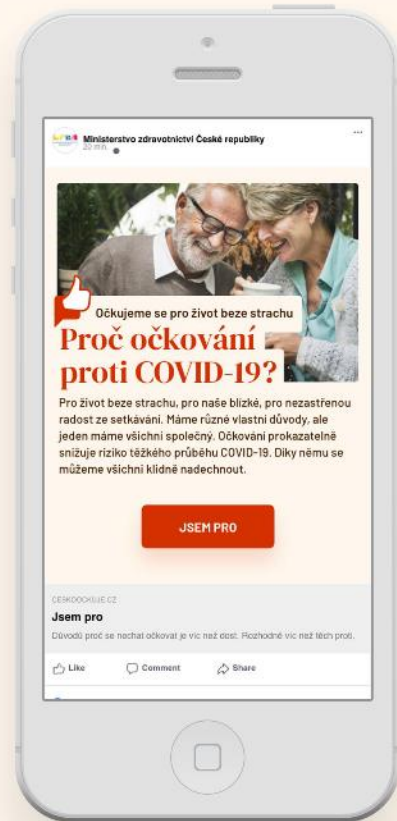 Ministerstvo zdravotnictví České republiky
20 min.
Očkujeme se pro život beze strachu
Proč očkování
proti COVID-19?
Pro život beze strachu, pro naše blízké, pro nezastřenou
radost ze setkávání. Máme různé vlastní důvody, ale
jeden máme všichni společný. Očkování prokazatelně
snižuje riziko těžkého průběhu COVID-19. Díky němu se
můžeme všichni klidně nadechnout.
JSEM PRO
CESKOOCKUJE.CZ
Jsem pro
Důvodů proč se nechat očkovat je víc než dost. Rozhodně víc než těch proti.
Like
Comment
Share